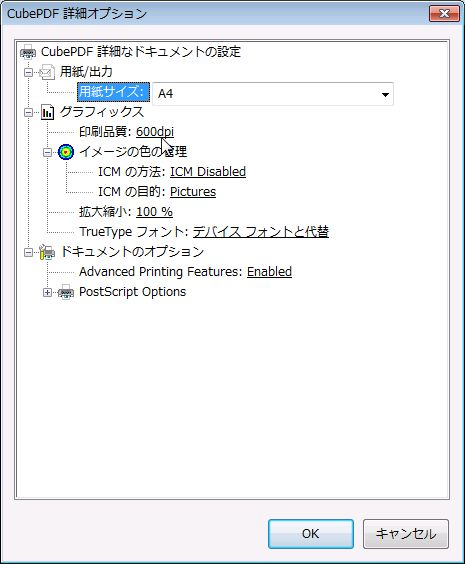 CubePDF 詳細オプション
CubePDF 詳細なドキュメントの設定
用紙/出力
用紙サイズ: A4
グラフィックス
印刷品質: 600dpi
イメージの色の管理
ICM の方法: ICM Disabled
ICM の目的: Pictures
拡大縮小: 100 %
TrueType フォント: デバイス フォントと代替
ドキュメントのオプション
Advanced Printing Features: Enabled
PostScript Options
OK キャンセル